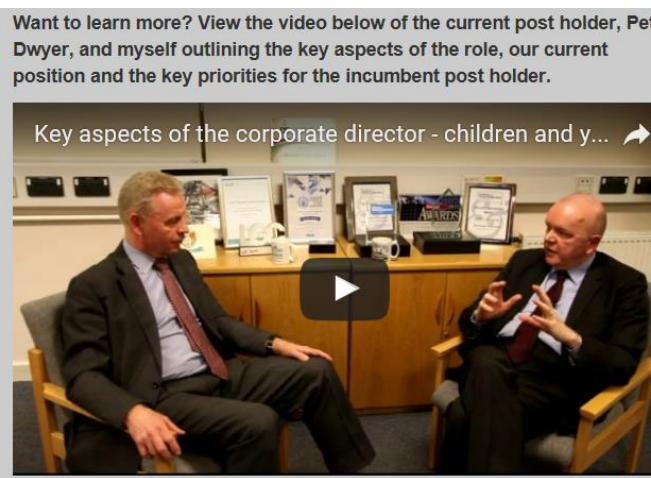 Want to learn more? View the video below of the current post holder, Pet
Dwyer, and myself outlining the key aspects of the role, our current
position and the key priorities for the incumbent post holder.
Key aspects of the corporate director - children and y...
AWARDS